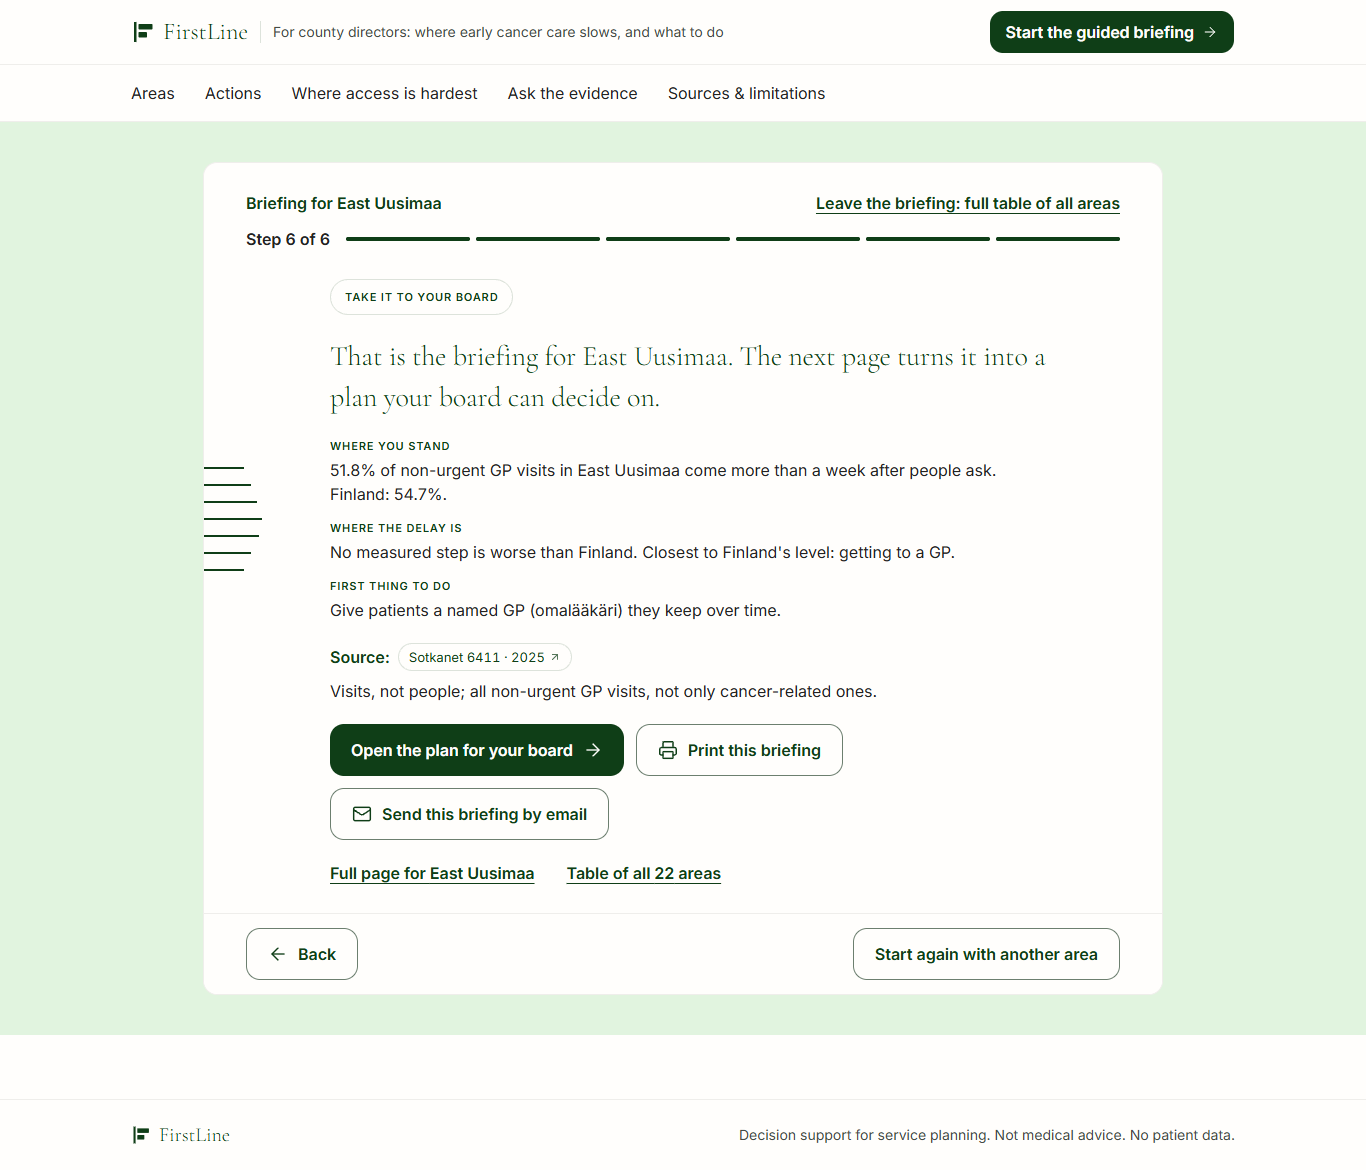 FirstLine
For county directors: where early cancer care slows, and what to do
Start the guided briefing
Areas
Actions
Where access is hardest
Ask the evidence
Sources & limitations
Briefing for East Uusimaa
Leave the briefing: full table of all areas
Step 6 of 6
TAKE IT TO YOUR BOARD
That is the briefing for East Uusimaa. The next page turns it into a
plan your board can decide on.
WHERE YOU STAND
51.8% of non-urgent GP visits in East Uusimaa come more than a week after people ask.
Finland: 54.7%.
WHERE THE DELAY IS
No measured step is worse than Finland. Closest to Finland's level: getting to a GP.
FIRST THING TO DO
Give patients a named GP (omalääkäri) they keep over time.
Source: Sotkanet 6411 · 2025
Visits, not people; all non-urgent GP visits, not only cancer-related ones.
Open the plan for your board
Print this briefing
Send this briefing by email
Full page for East Uusimaa
Table of all 22 areas
Back
Start again with another area
FirstLine
Decision support for service planning. Not medical advice. No patient data.